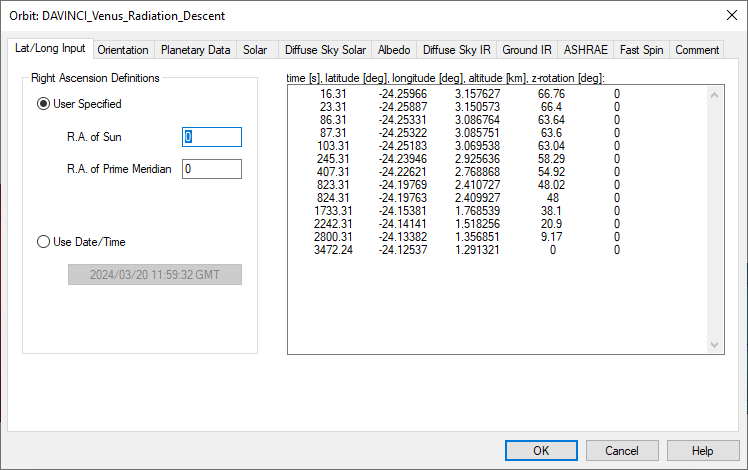 Orbit: DAVINCI_Venus_Radiation_Descent
Lat/Long Input Orientation Planetary Data Solar Diffuse Sky Solar Albedo Diffuse Sky IR Ground IR ASHRAE Fast Spin Comment
Right Ascension Definitions
User Specified
R.A. of Sun 0
R.A. of Prime Meridian 0
Use Date/Time
2024/03/20 11:59:32 GMT
time [s], latitude [deg], longitude [deg], altitude [km], z-rotation [deg]:
16.31 -24.25966 3.157627 66.76 0
23.31 -24.25887 3.150573 66.4 0
86.31 -24.25331 3.086764 63.64 0
87.31 -24.25322 3.085751 63.6 0
103.31 -24.25183 3.069538 63.04 0
245.31 -24.23946 2.925636 58.29 0
407.31 -24.22621 2.768868 54.92 0
823.31 -24.19769 2.410727 48.02 0
824.31 -24.19763 2.409927 48 0
1733.31 -24.15381 1.768539 38.1 0
2242.31 -24.14141 1.518256 20.9 0
2800.31 -24.13382 1.356851 9.17 0
3472.24 -24.12537 1.291321 0 0
OK Cancel Help